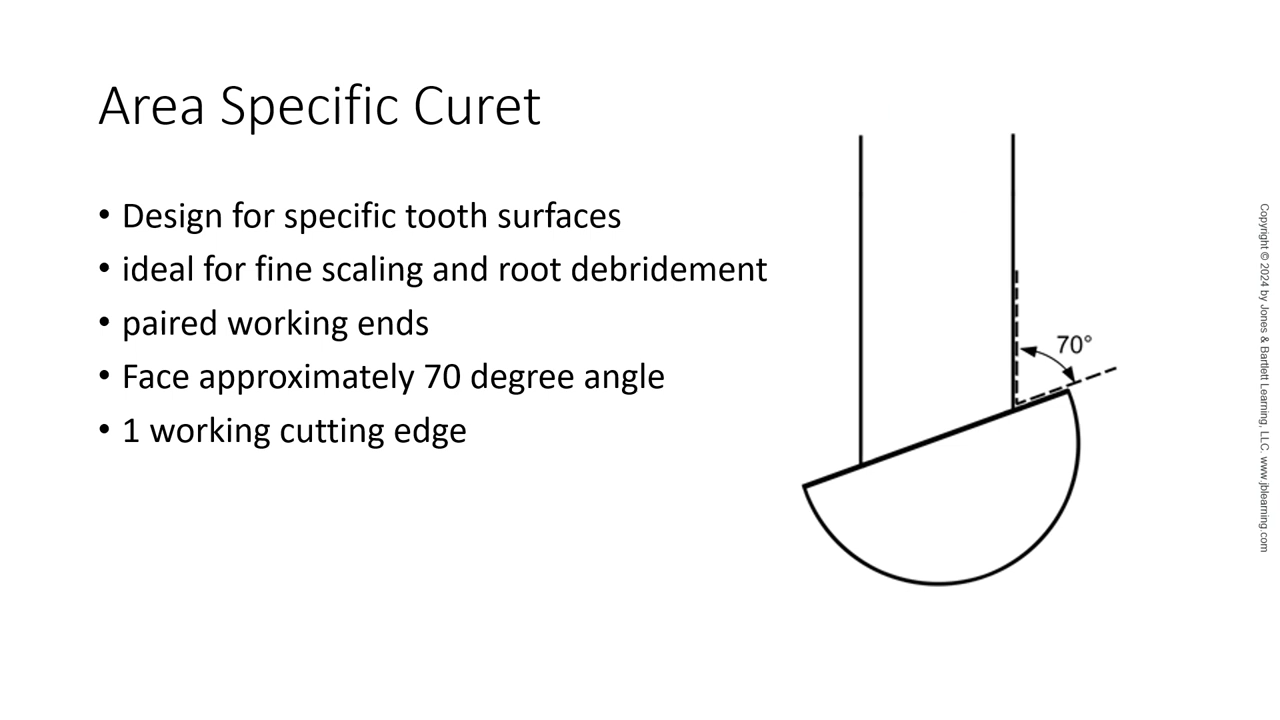 Area Specific Curet
• Design for specific tooth surfaces
• ideal for fine scaling and root debridement
• paired working ends
• Face approximately 70 degree angle
• 1 working cutting edge
70°
Copyright © 2024 by Jones & Bartlett Learning, LLC. www.jblearning.com